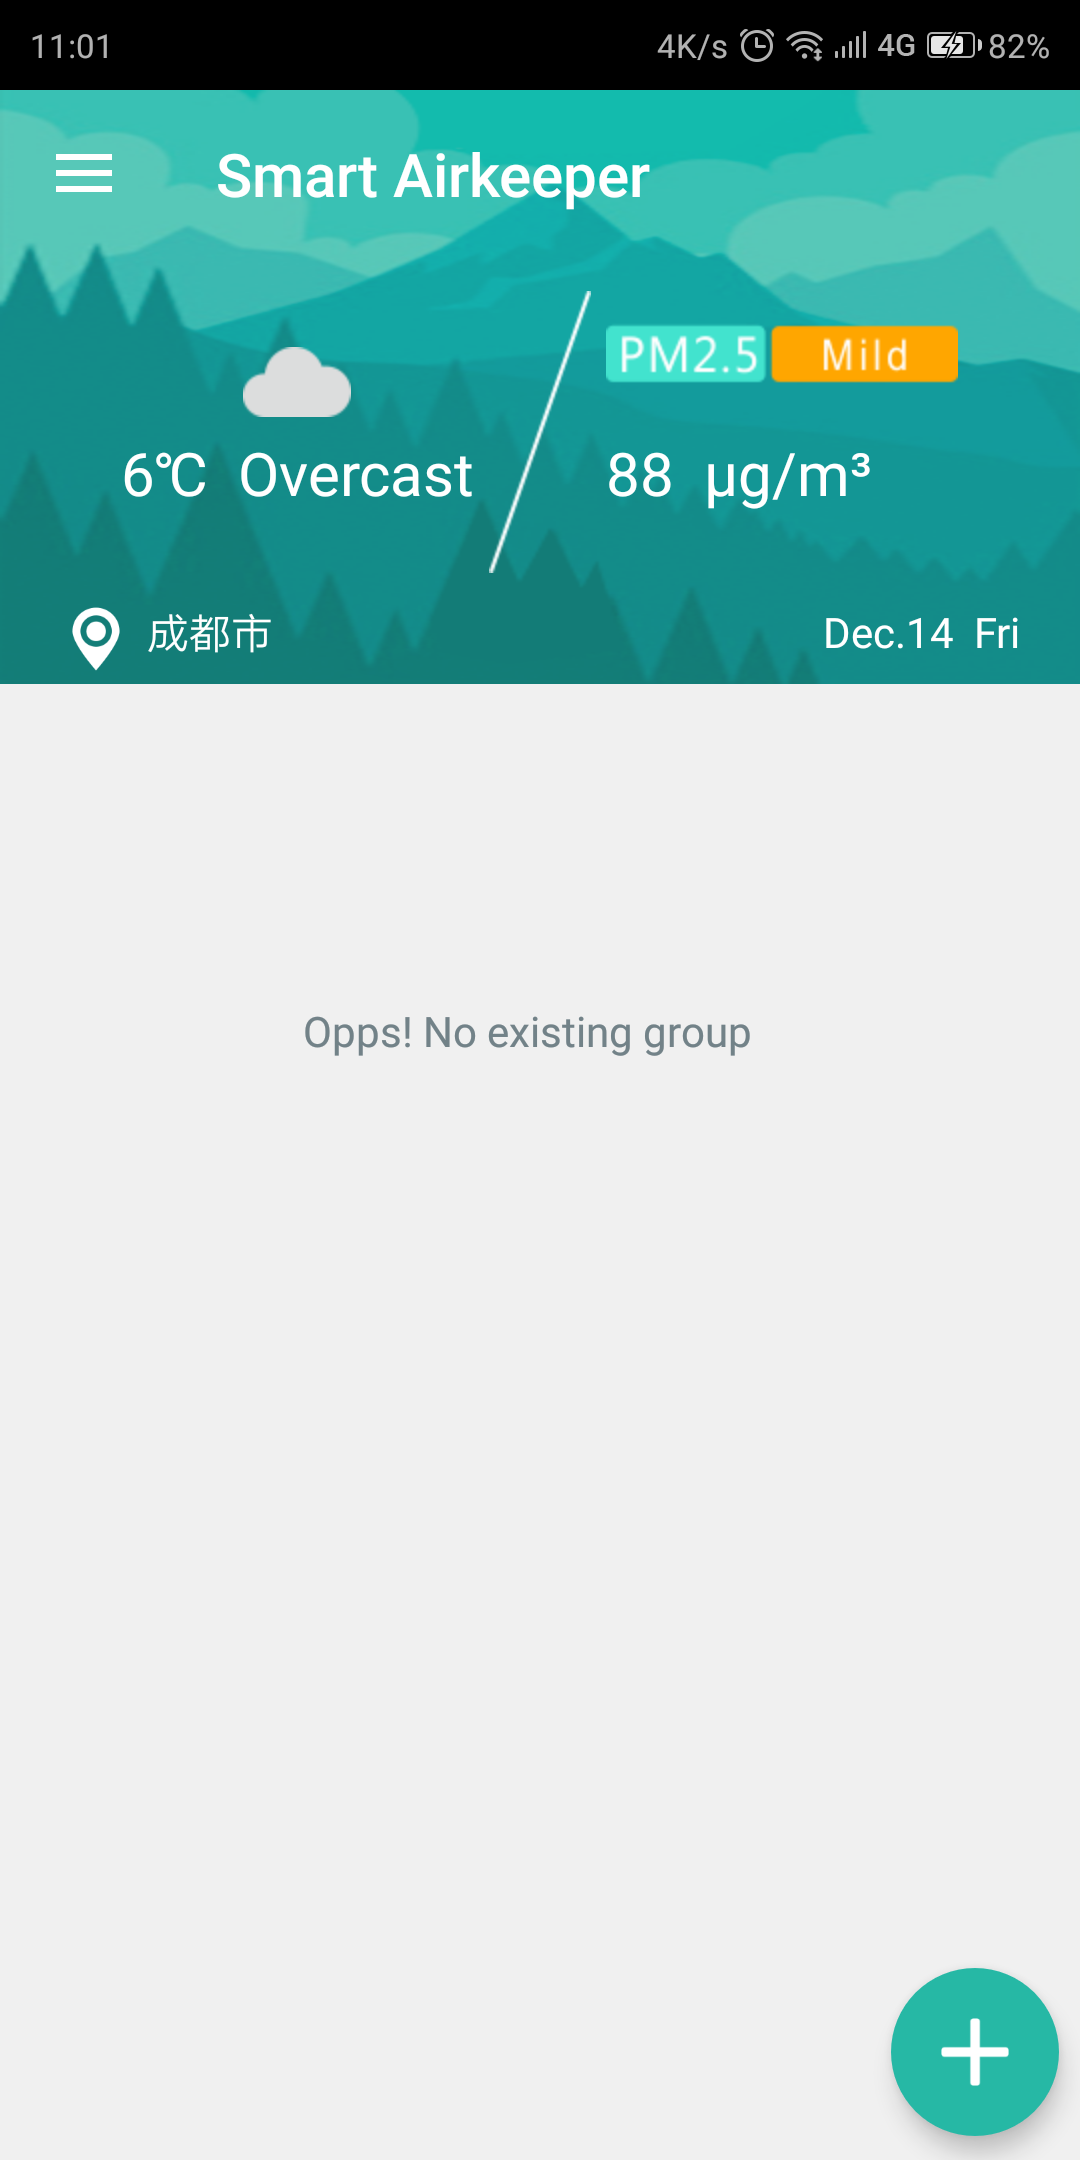 11:01 4K/s 4G 82%
Smart Airkeeper
PM2.5 Mild
6℃ Overcast 88 µg/m³
成都市 Dec.14 Fri
Opps! No existing group